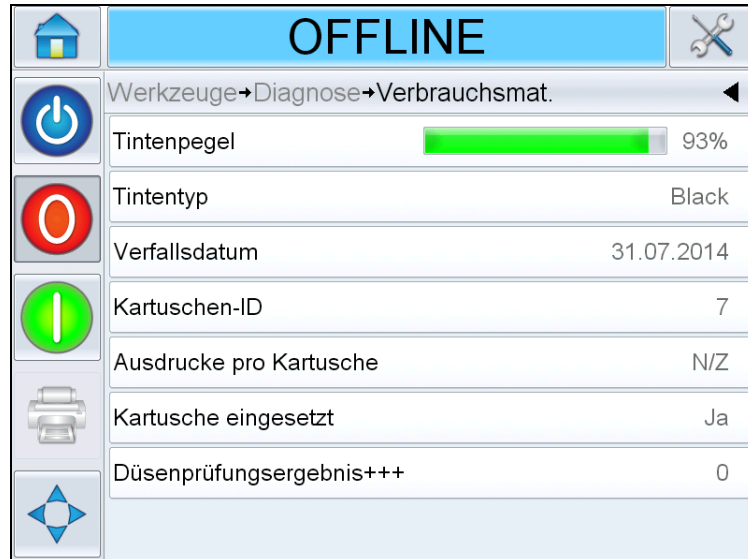 OFFLINE
Werkzeuge→Diagnose→Verbrauchsmat.
Tintenpegel 93%
Tintentyp Black
Verfallsdatum 31.07.2014
Kartuschen-ID 7
Ausdrucke pro Kartusche N/Z
Kartusche eingesetzt Ja
Düsenprüfungsergebnis+++ 0